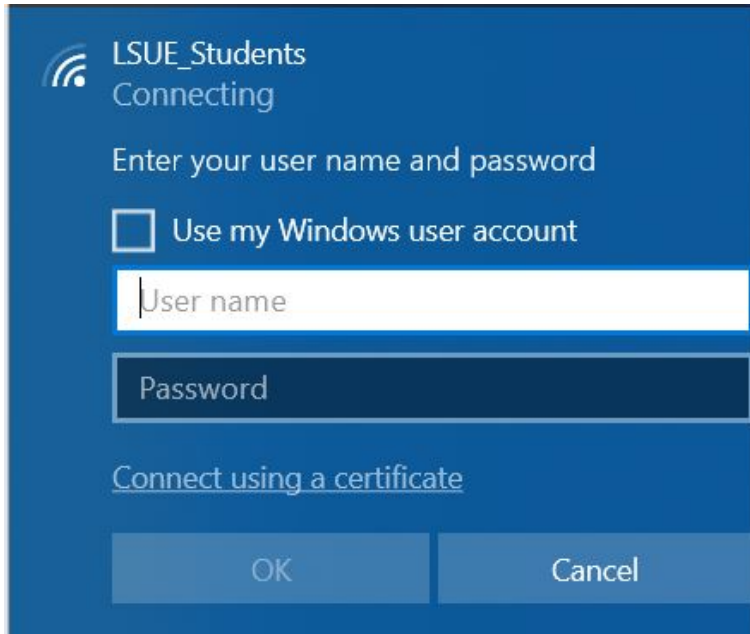 LSUE_Students
Connecting
Enter your user name and password
Use my Windows user account
User name
Password
Connect using a certificate
OK Cancel